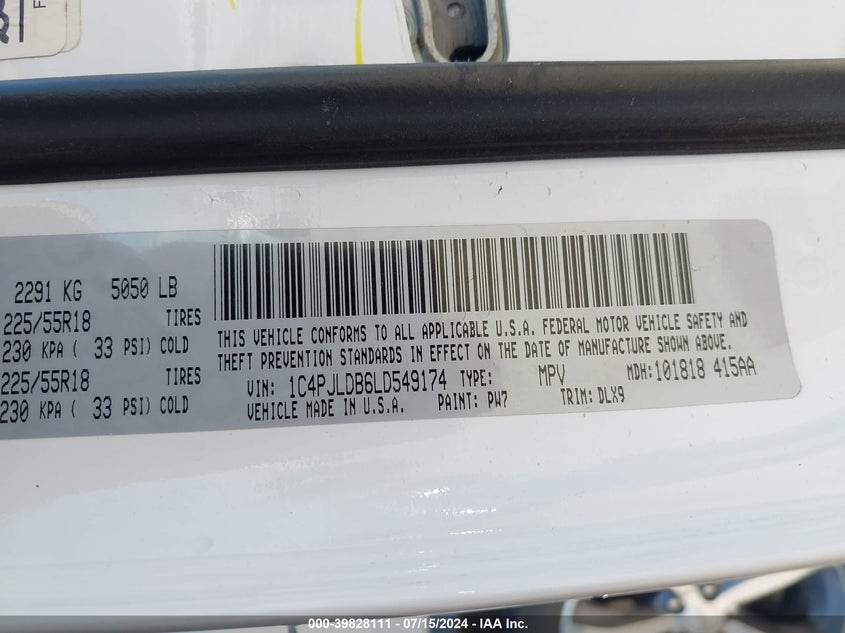 2291 KG 5050 LB
225/55R18 TIRES
230 KPA ( 33 PSI) COLD
225/55R18 TIRES
230 KPA ( 33 PSI) COLD
THIS VEHICLE CONFORMS TO ALL APPLICABLE U.S.A. FEDERAL MOTOR VEHICLE SAFETY AND
THEFT PREVENTION STANDARDS IN EFFECT ON THE DATE OF MANUFACTURE SHOWN ABOVE.
VIN: 1C4PJLDB6LD549174 TYPE: MPV MDH: 101818 415AA
VEHICLE MADE IN U.S.A. PAINT: PW7 TRIM: DLX9
000-39828111 - 07/15/2024 - IAA Inc.